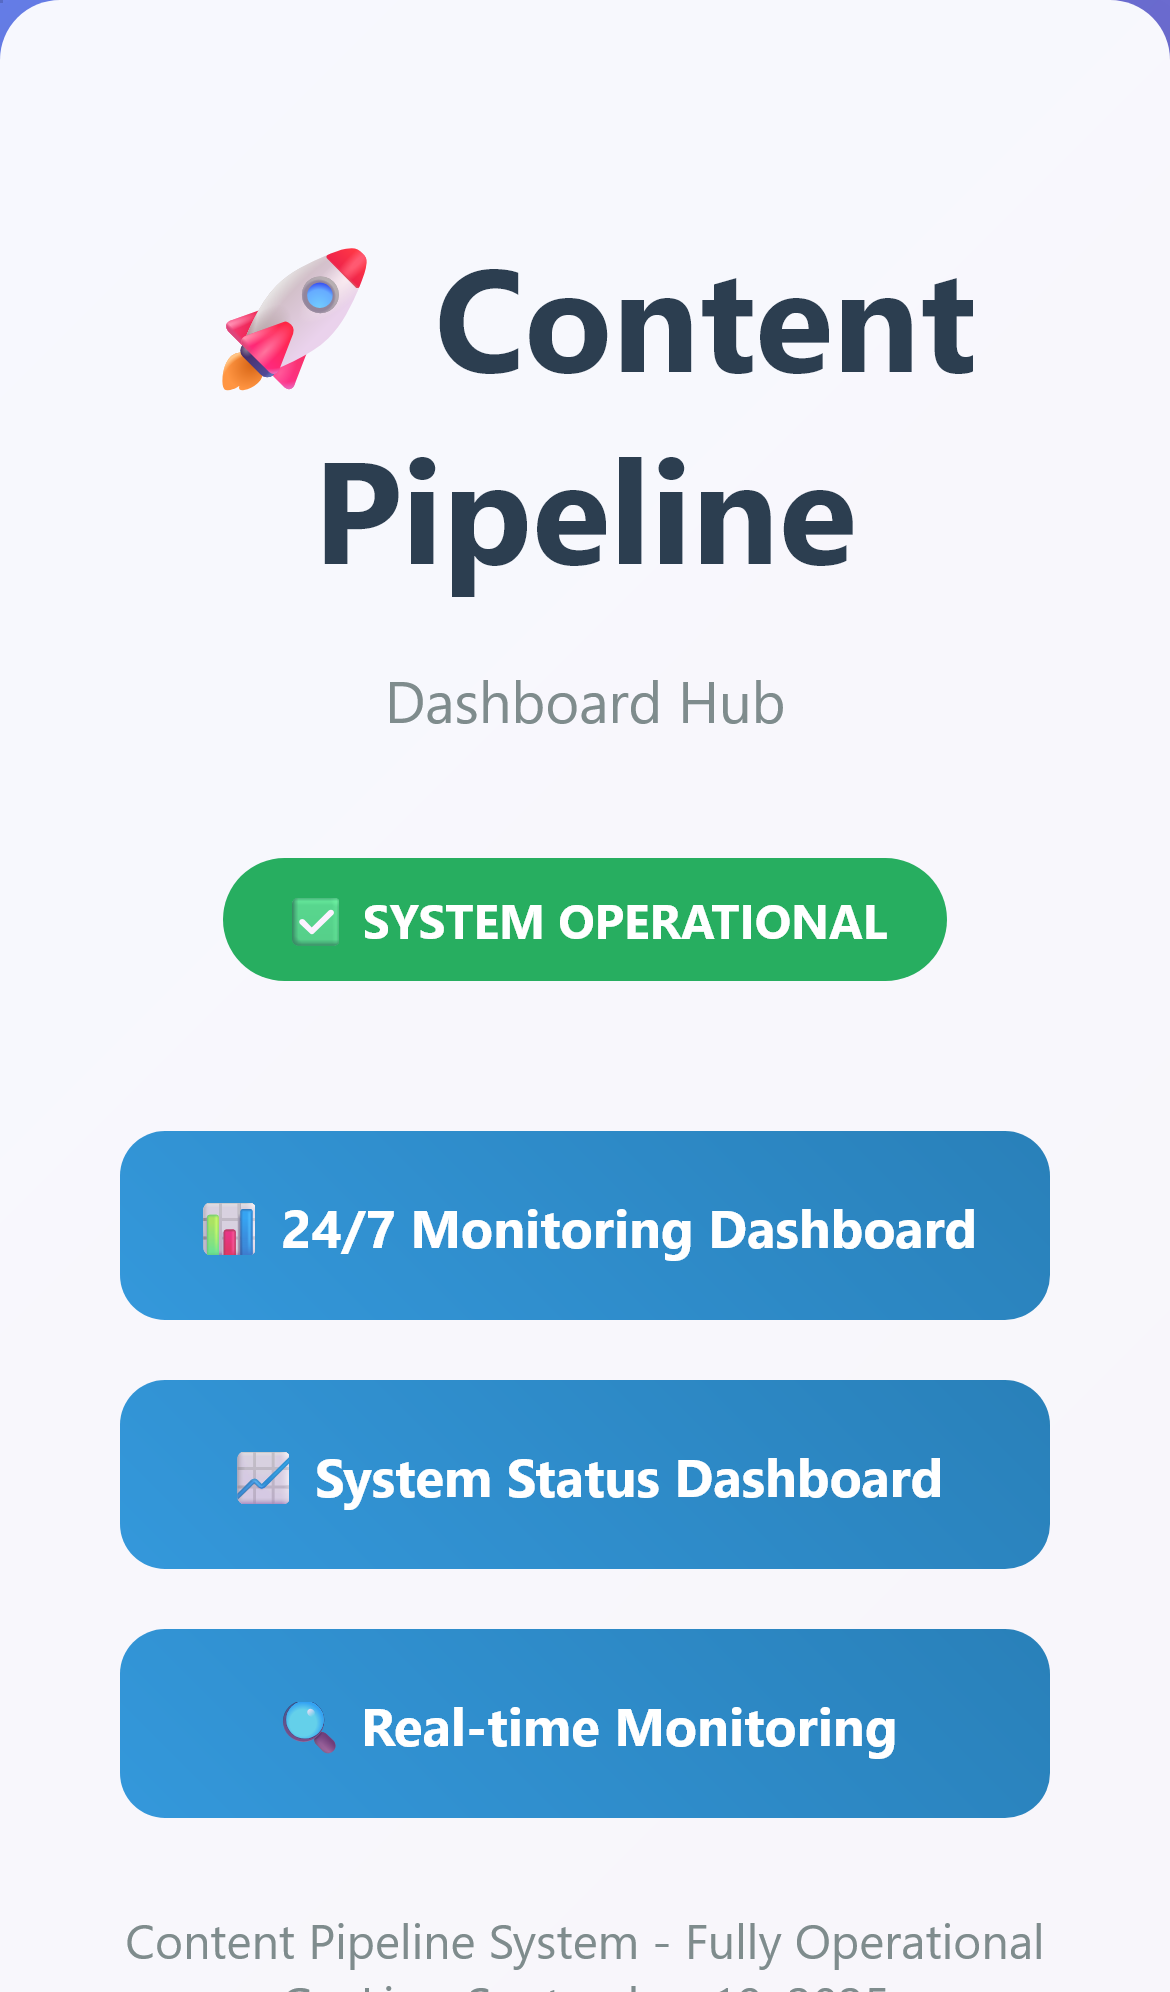 🚀 Content
Pipeline
Dashboard Hub
✅ SYSTEM OPERATIONAL
📊 24/7 Monitoring Dashboard
📈 System Status Dashboard
🔍 Real-time Monitoring
Content Pipeline System - Fully Operational